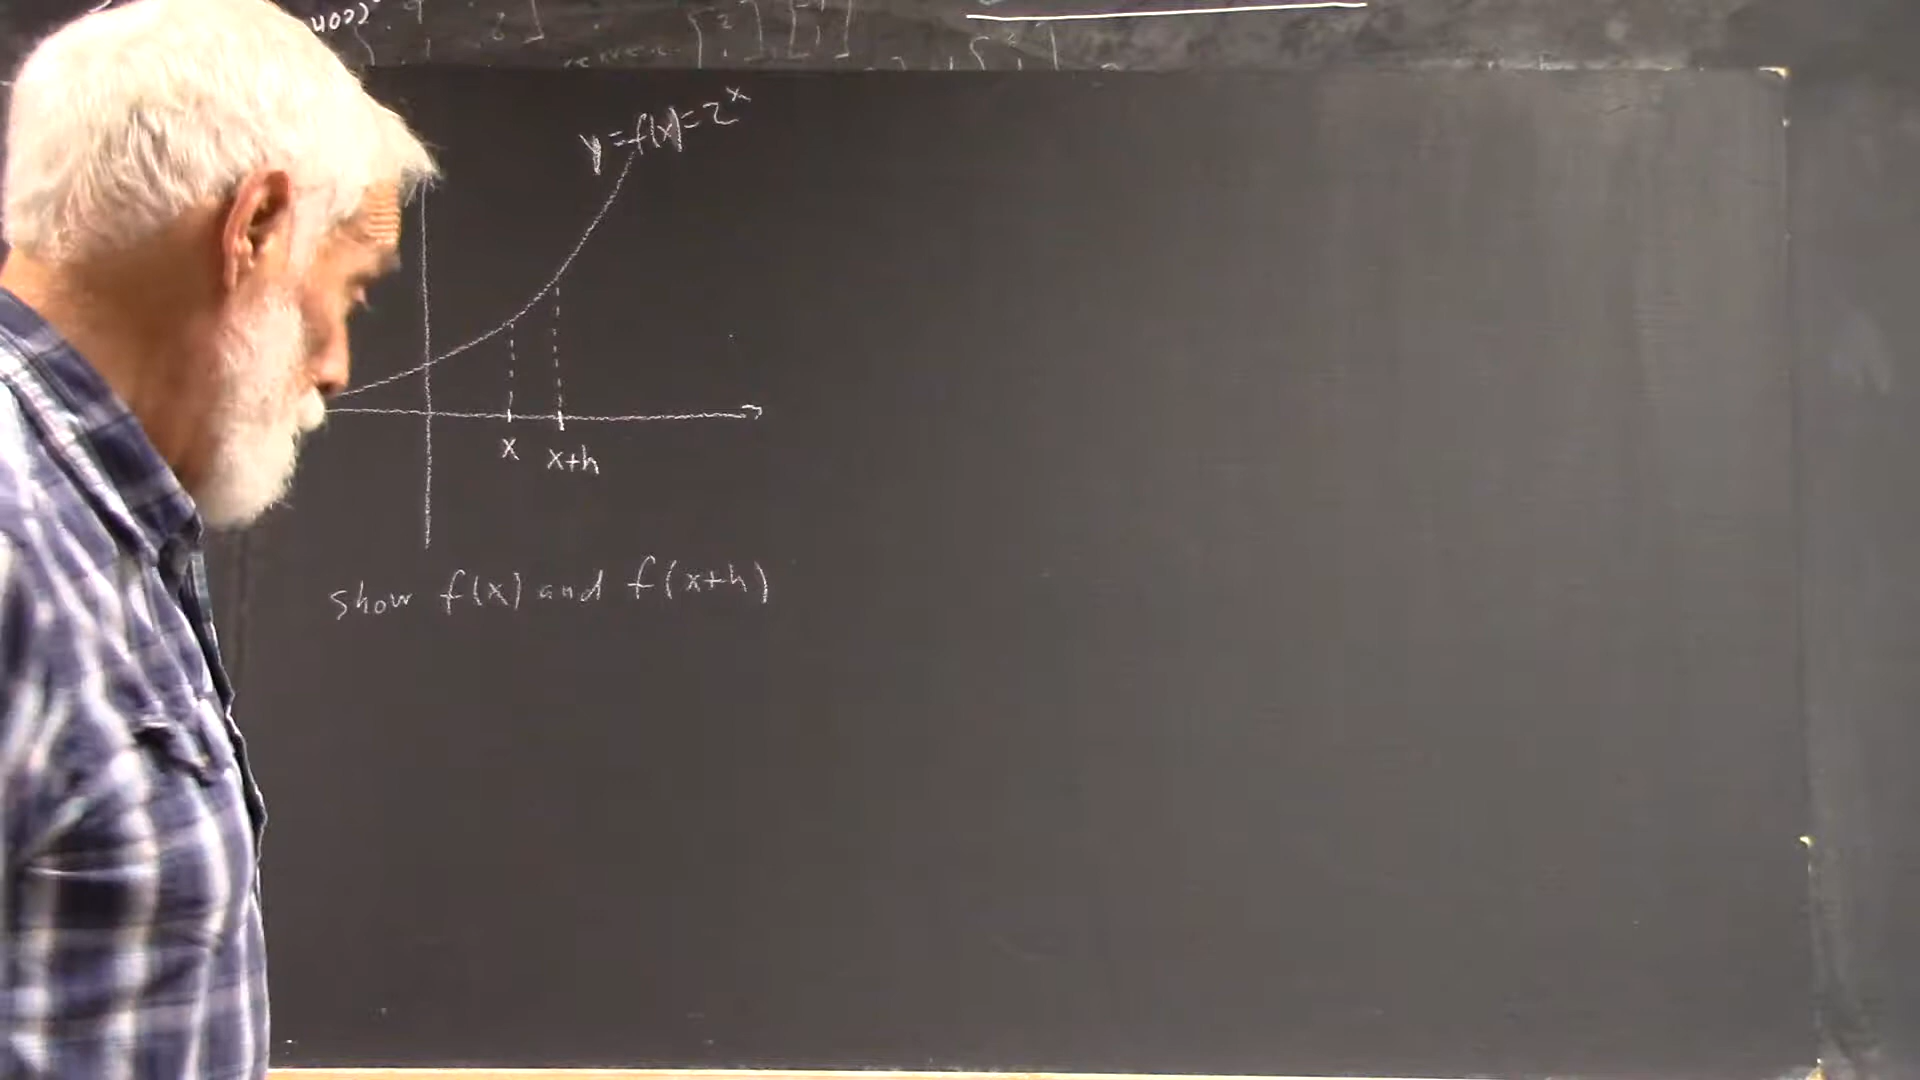 y=f(x)=2^x
x x+h
show f(x) and f(x+h)